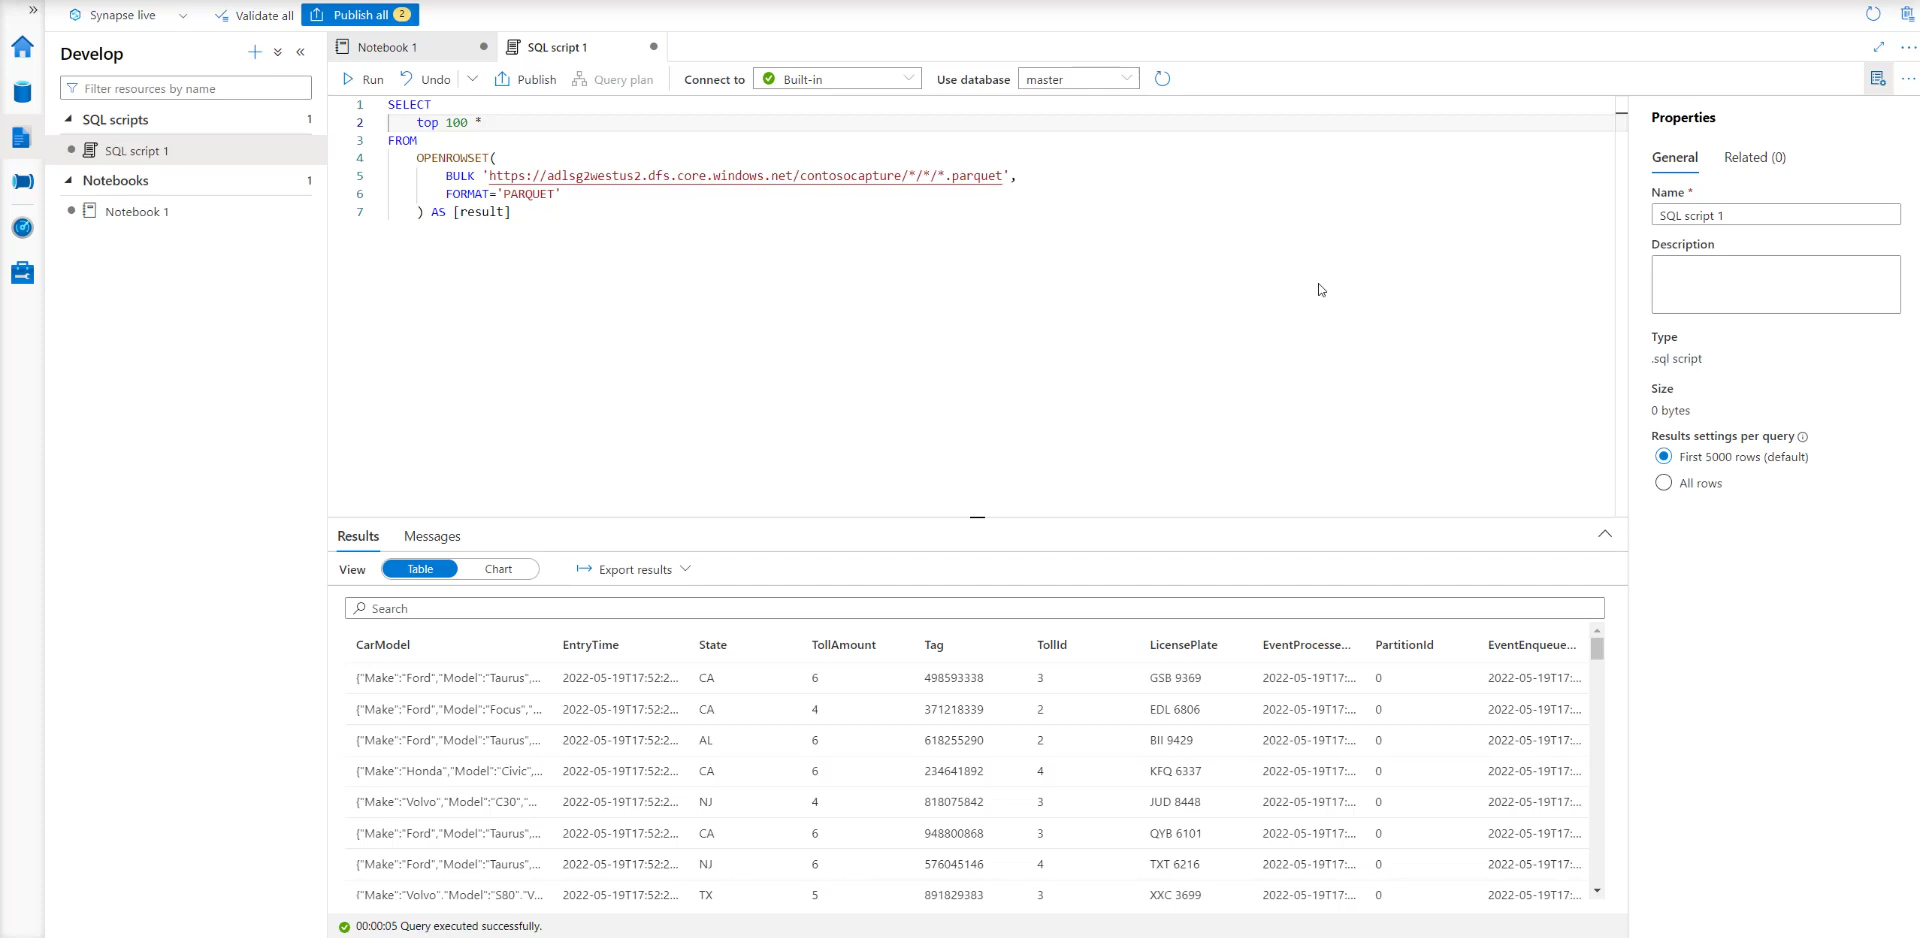 Synapse live
Validate all
Publish all 2
Develop
Filter resources by name
SQL scripts 1
SQL script 1
Notebooks 1
Notebook 1
Notebook 1
SQL script 1
Run
Undo
Publish
Query plan
Connect to
Built-in
Use database
master
1 SELECT
2 top 100 *
3 FROM
4 OPENROWSET(
5 BULK 'https://adlsg2westus2.dfs.core.windows.net/contosocapture/*/*/*.parquet',
6 FORMAT='PARQUET'
7 ) AS [result]
Properties
General Related (0)
Name *
SQL script 1
Description
Type
.sql script
Size
0 bytes
Results settings per query
First 5000 rows (default)
All rows
Results Messages
View Table Chart Export results
Search
CarModel EntryTime State TollAmount Tag TollId LicensePlate EventProcesse... PartitionId EventEnqueue...
{"Make":"Ford","Model":"Taurus",... 2022-05-19T17:52:2... CA 6 498593338 3 GSB 9369 2022-05-19T17:... 0 2022-05-19T17:...
{"Make":"Ford","Model":"Focus","... 2022-05-19T17:52:2... CA 4 371218339 2 EDL 6806 2022-05-19T17:... 0 2022-05-19T17:...
{"Make":"Ford","Model":"Taurus",... 2022-05-19T17:52:2... AL 6 618255290 2 BII 9429 2022-05-19T17:... 0 2022-05-19T17:...
{"Make":"Honda","Model":"Civic",... 2022-05-19T17:52:2... CA 6 234641892 4 KFQ 6337 2022-05-19T17:... 0 2022-05-19T17:...
{"Make":"Volvo","Model":"C30","... 2022-05-19T17:52:2... NJ 4 818075842 3 JUD 8448 2022-05-19T17:... 0 2022-05-19T17:...
{"Make":"Ford","Model":"Taurus",... 2022-05-19T17:52:2... CA 6 948800868 3 QYB 6101 2022-05-19T17:... 0 2022-05-19T17:...
{"Make":"Ford","Model":"Taurus",... 2022-05-19T17:52:2... NJ 6 576045146 4 TXT 6216 2022-05-19T17:... 0 2022-05-19T17:...
{"Make":"Volvo","Model":"S80","V... 2022-05-19T17:52:2... TX 5 891829383 3 XXC 3699 2022-05-19T17:... 0 2022-05-19T17:...
00:00:05 Query executed successfully.